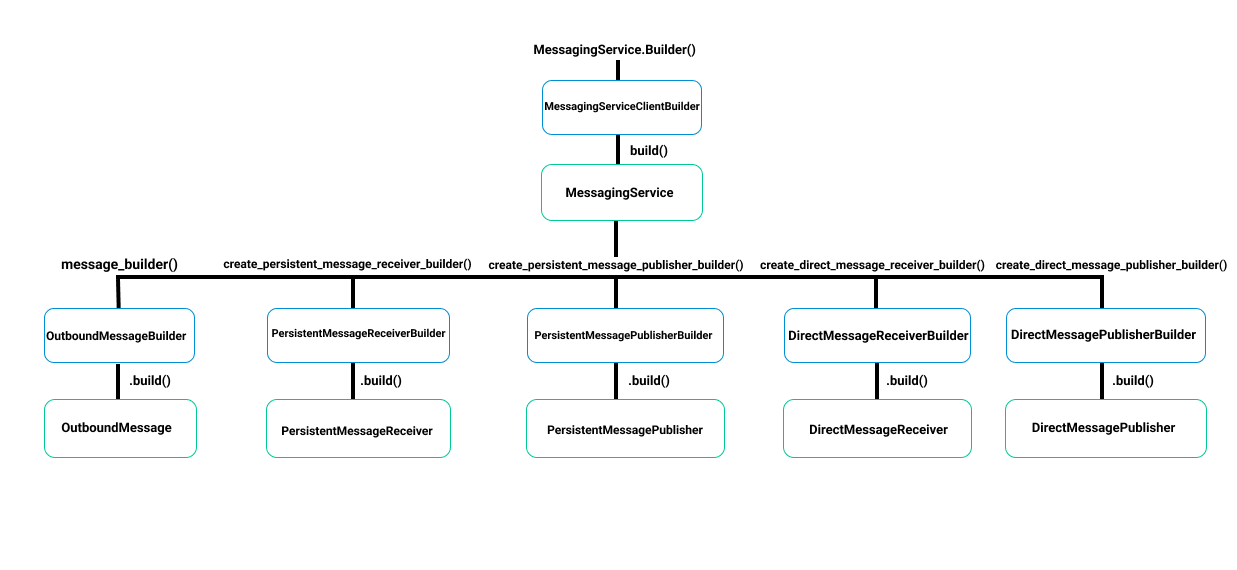 MessagingService.Builder()
MessagingServiceClientBuilder
build()
MessagingService
message_builder()
create_persistent_message_receiver_builder()
create_persistent_message_publisher_builder()
create_direct_message_receiver_builder()
create_direct_message_publisher_builder()
OutboundMessageBuilder
PersistentMessageReceiverBuilder
PersistentMessagePublisherBuilder
DirectMessageReceiverBuilder
DirectMessagePublisherBuilder
.build()
.build()
.build()
.build()
.build()
OutboundMessage
PersistentMessageReceiver
PersistentMessagePublisher
DirectMessageReceiver
DirectMessagePublisher